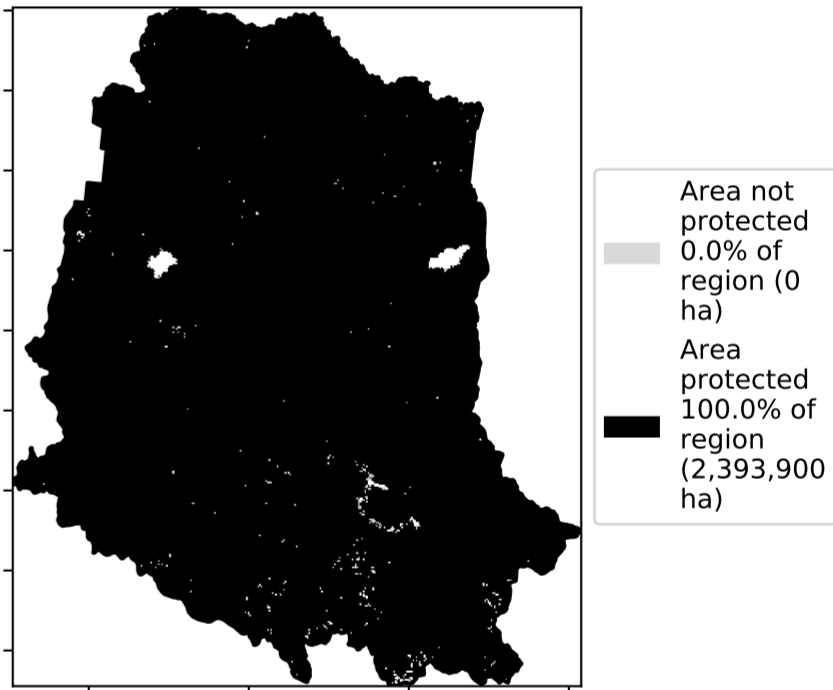 Area not
protected
0.0% of
region (0
ha)
Area
protected
100.0% of
region
(2,393,900
ha)